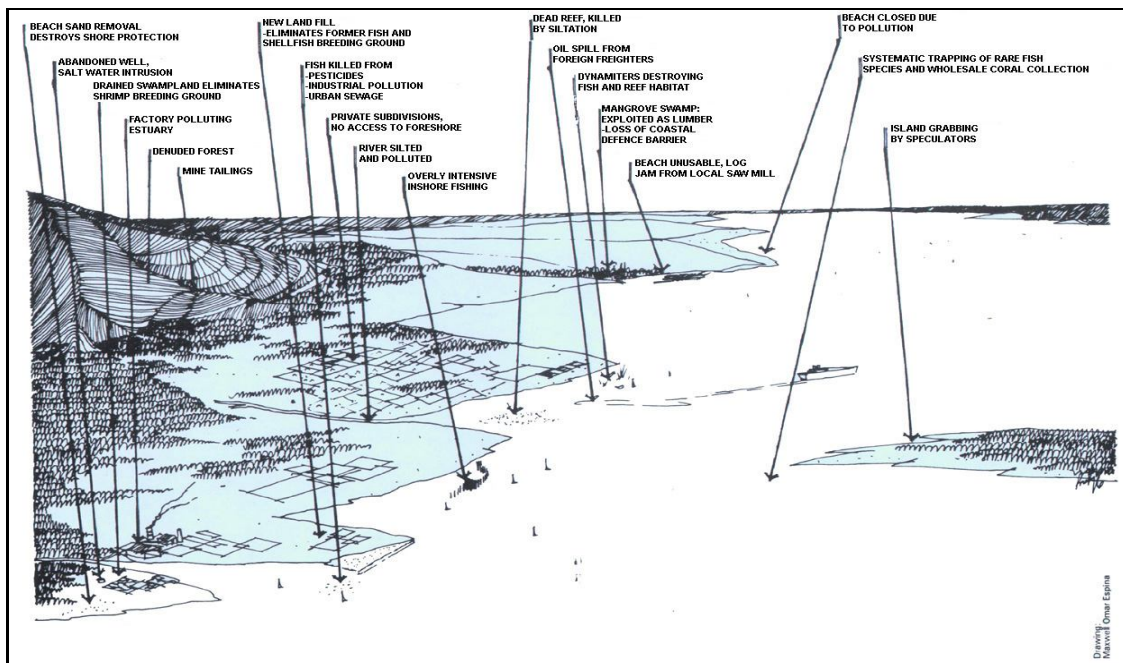 BEACH SAND REMOVAL
DESTROYS SHORE PROTECTION
ABANDONED WELL,
SALT WATER INTRUSION
DRAINED SWAMPLAND ELIMINATES
SHRIMP BREEDING GROUND
FACTORY POLLUTING
ESTUARY
DENUDED FOREST
MINE TAILINGS
NEW LAND FILL
-ELIMINATES FORMER FISH AND
SHELLFISH BREEDING GROUND
FISH KILLED FROM
-PESTICIDES
-INDUSTRIAL POLLUTION
-URBAN SEWAGE
PRIVATE SUBDIVISIONS,
NO ACCESS TO FORESHORE
RIVER SILTED
AND POLLUTED
OVERLY INTENSIVE
INSHORE FISHING
DEAD REEF, KILLED
BY SILTATION
OIL SPILL FROM
FOREIGN FREIGHTERS
DYNAMITERS DESTROYING
FISH AND REEF HABITAT
MANGROVE SWAMP:
EXPLOITED AS LUMBER
-LOSS OF COASTAL
DEFENCE BARRIER
BEACH UNUSABLE, LOG
JAM FROM LOCAL SAW MILL
BEACH CLOSED DUE
TO POLLUTION
SYSTEMATIC TRAPPING OF RARE FISH
SPECIES AND WHOLESALE CORAL COLLECTION
ISLAND GRABBING
BY SPECULATORS
Drawing:
Maxwell Omar Espina